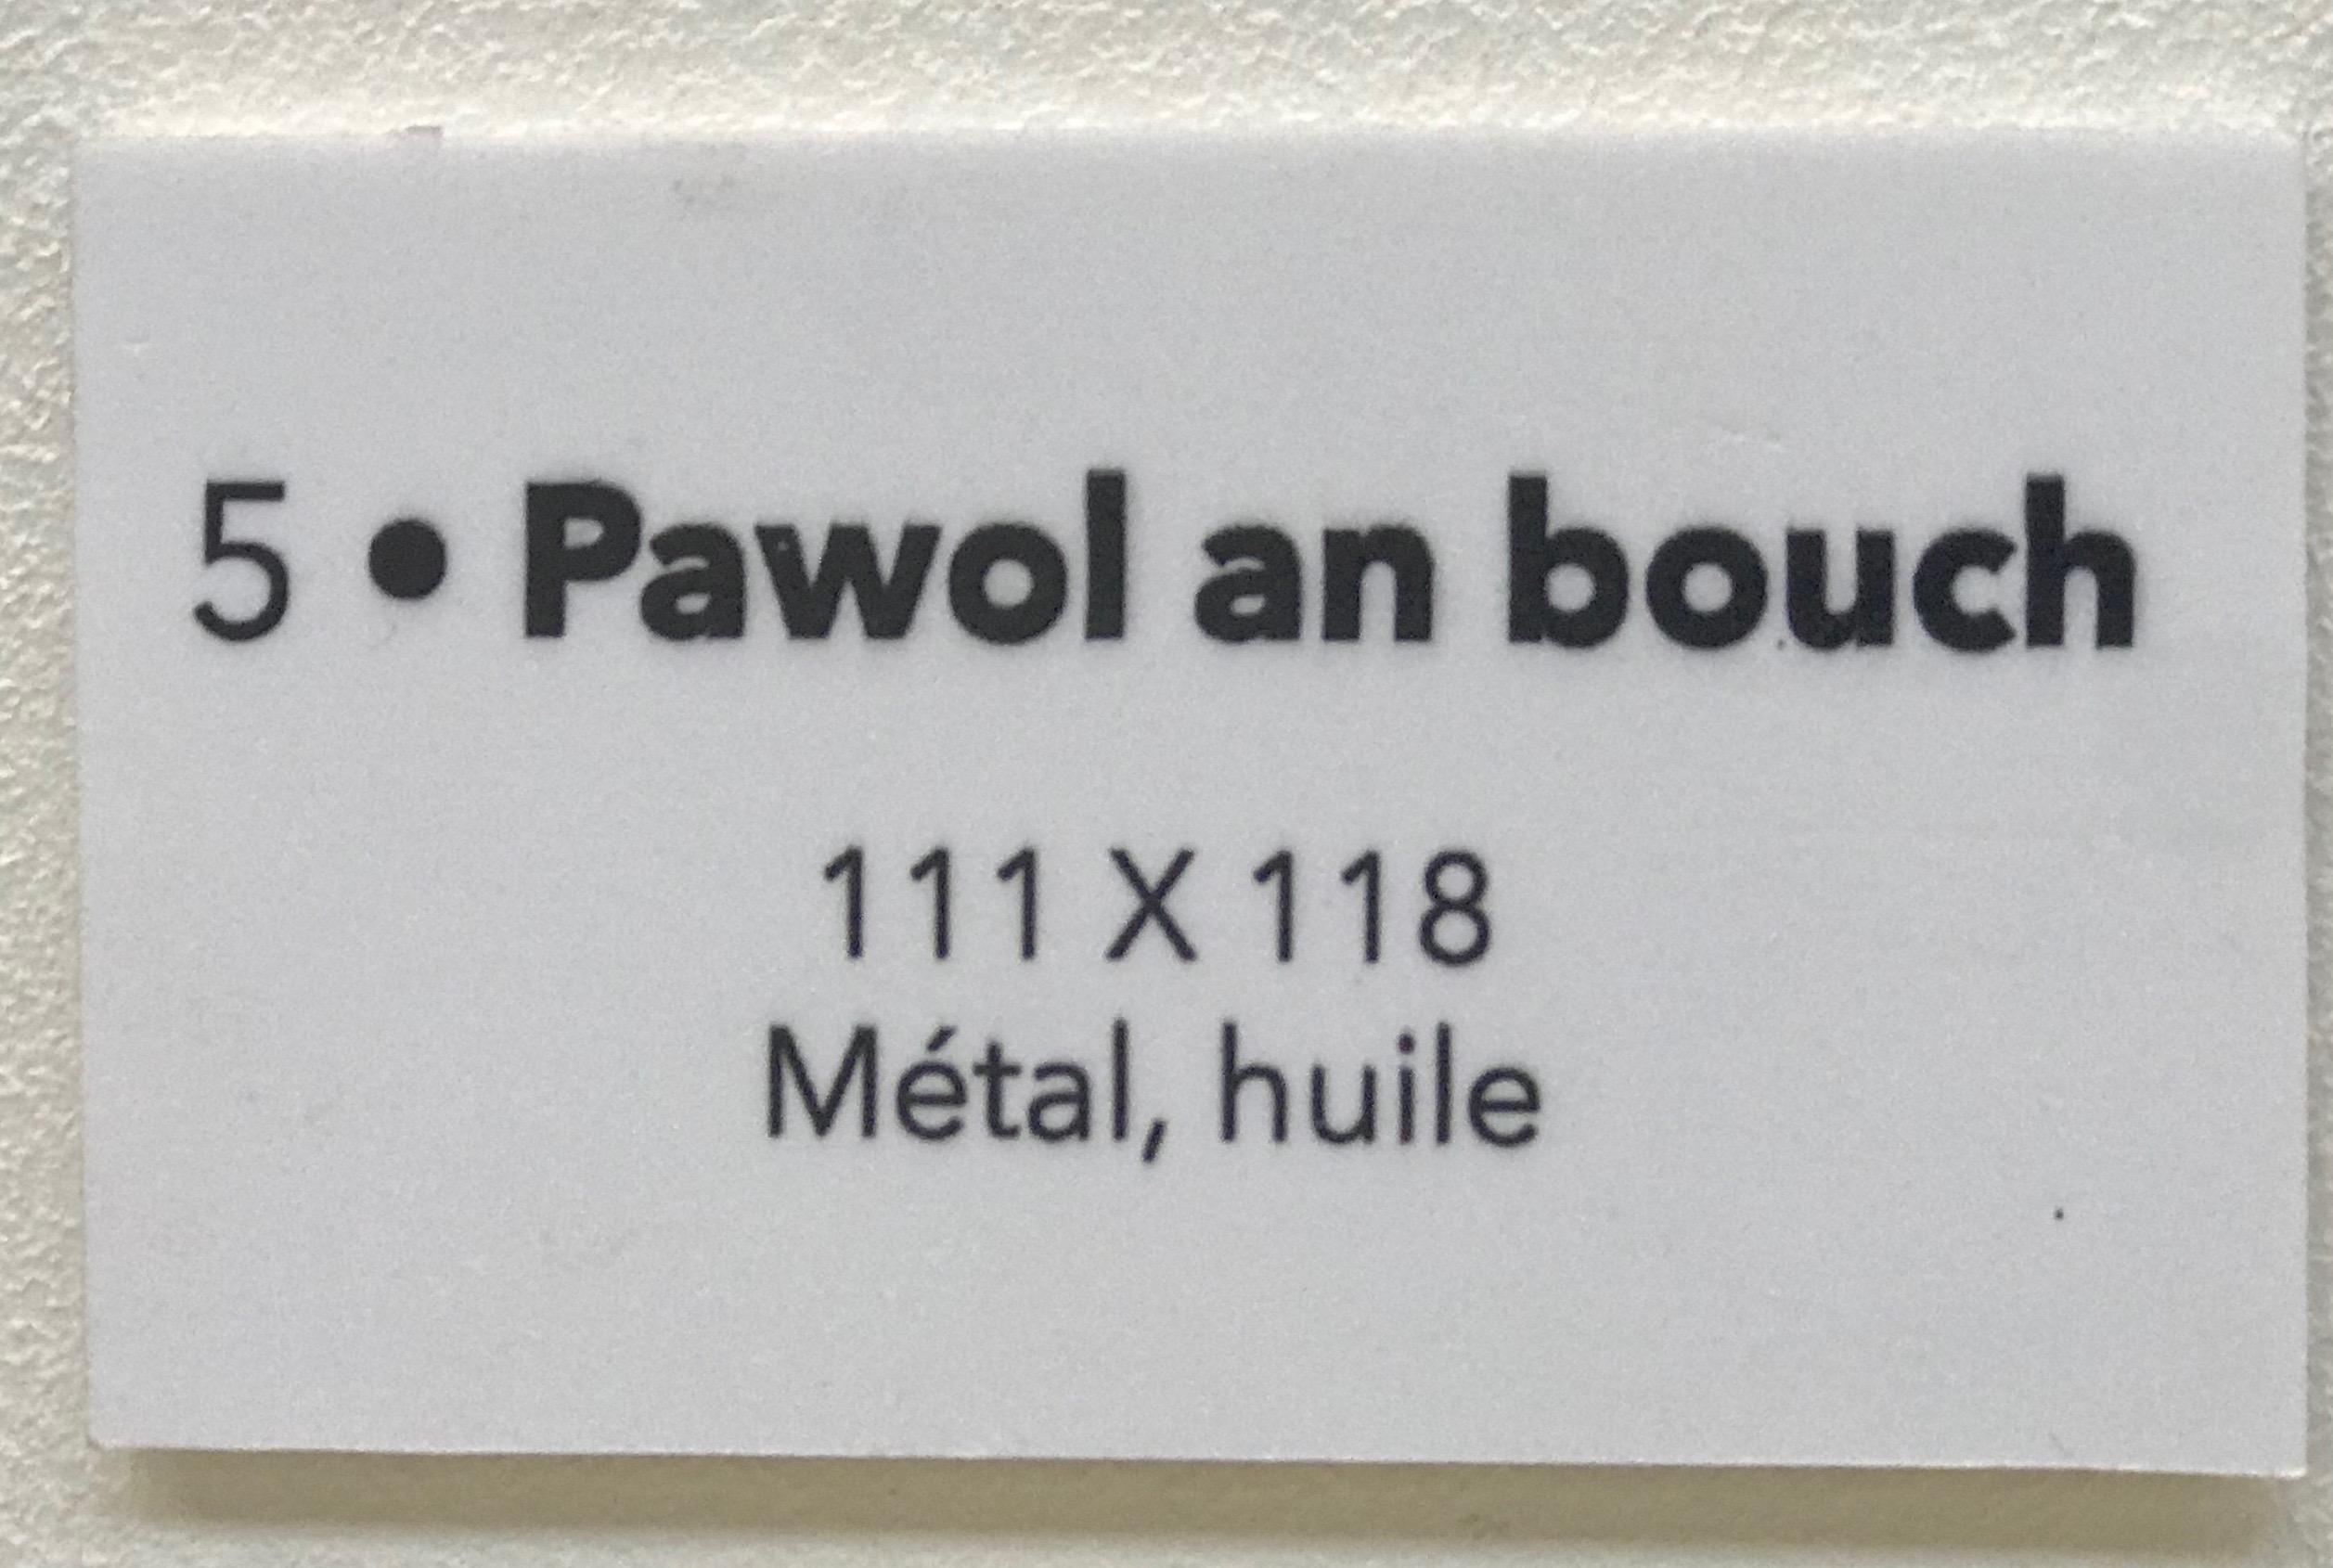 5 • Pawol an bouch
111 X 118
Métal, huile